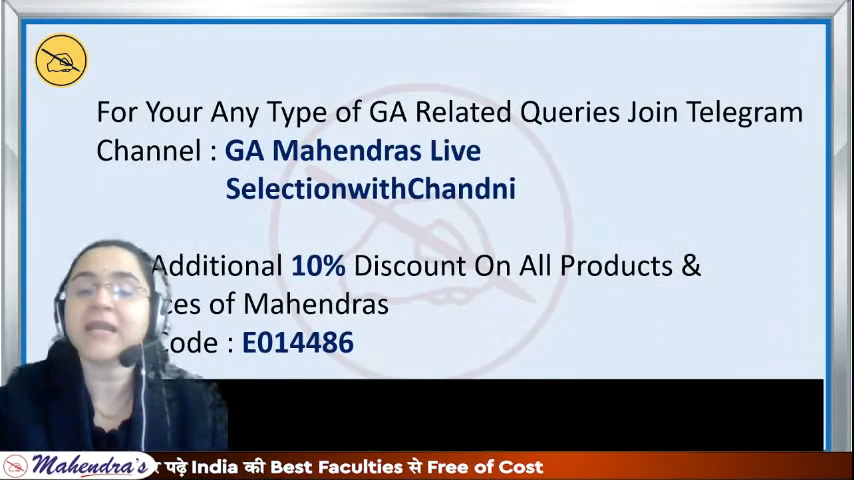 For Your Any Type of GA Related Queries Join Telegram
Channel : GA Mahendras Live
SelectionwithChandni
Additional 10% Discount On All Products &
ces of Mahendras
Code : E014486
Mahendra's पढ़े India की Best Faculties से Free of Cost